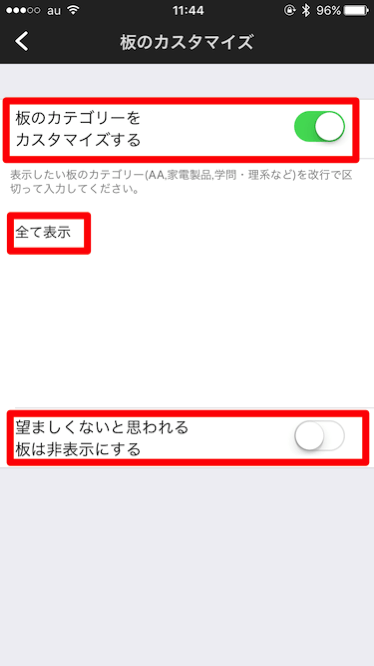 au 11:44 96%
板のカスタマイズ
板のカテゴリーを
カスタマイズする
表示したい板のカテゴリー(AA,家電製品,学問・理系など)を改行で区
切って入力してください。
全て表示
望ましくないと思われる
板は非表示にする